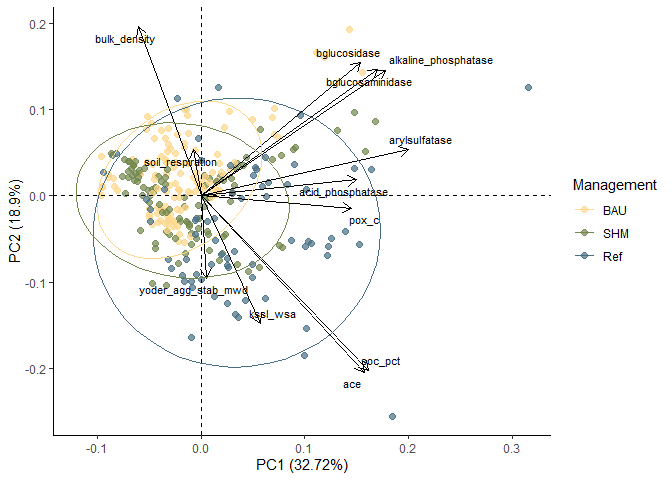 0.2
bulk_density
bglucosidase
alkaline_phosphatase
bglucosaminidase
0.1
arylsulfatase
soil_respiration
Management
acid_phosphatase
BAU
0.0
pox_c
SHM
Ref
PC2 (18.9%)
-0.1
yoder_agg_stab_mwd
kssl_wsa
-0.2
soc_pct
ace
-0.1
0.0
0.1
0.2
0.3
PC1 (32.72%)